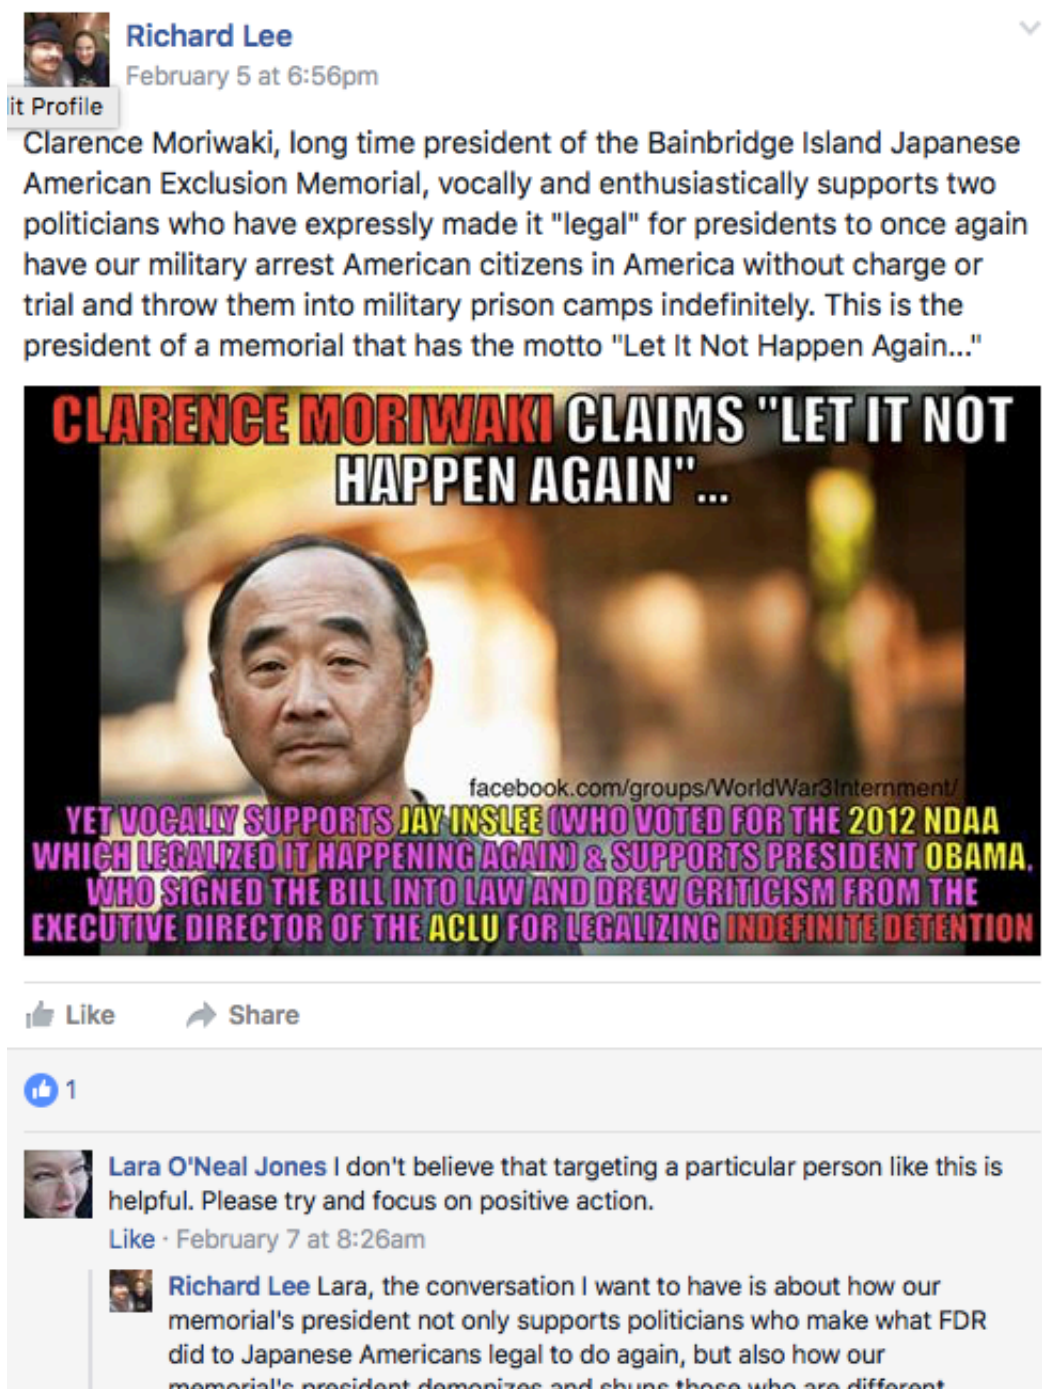 Richard Lee
February 5 at 6:56pm
it Profile
Clarence Moriwaki, long time president of the Bainbridge Island Japanese
American Exclusion Memorial, vocally and enthusiastically supports two
politicians who have expressly made it "legal" for presidents to once again
have our military arrest American citizens in America without charge or
trial and throw them into military prison camps indefinitely. This is the
president of a memorial that has the motto "Let It Not Happen Again..."
CLARENCE MORIWAKI CLAIMS "LET IT NOT
HAPPEN AGAIN"...
facebook.com/groups/WorldWar3Internment/
YET VOCALLY SUPPORTS JAY INSLEE (WHO VOTED FOR THE 2012 NDAA
WHICH LEGALIZED IT HAPPENING AGAIN) & SUPPORTS PRESIDENT OBAMA,
WHO SIGNED THE BILL INTO LAW AND DREW CRITICISM FROM THE
EXECUTIVE DIRECTOR OF THE ACLU FOR LEGALIZING INDEFINITE DETENTION
Like Share
1
Lara O'Neal Jones I don't believe that targeting a particular person like this is
helpful. Please try and focus on positive action.
Like · February 7 at 8:26am
Richard Lee Lara, the conversation I want to have is about how our
memorial's president not only supports politicians who make what FDR
did to Japanese Americans legal to do again, but also how our
memorial's president demonizes and shuns those who are different